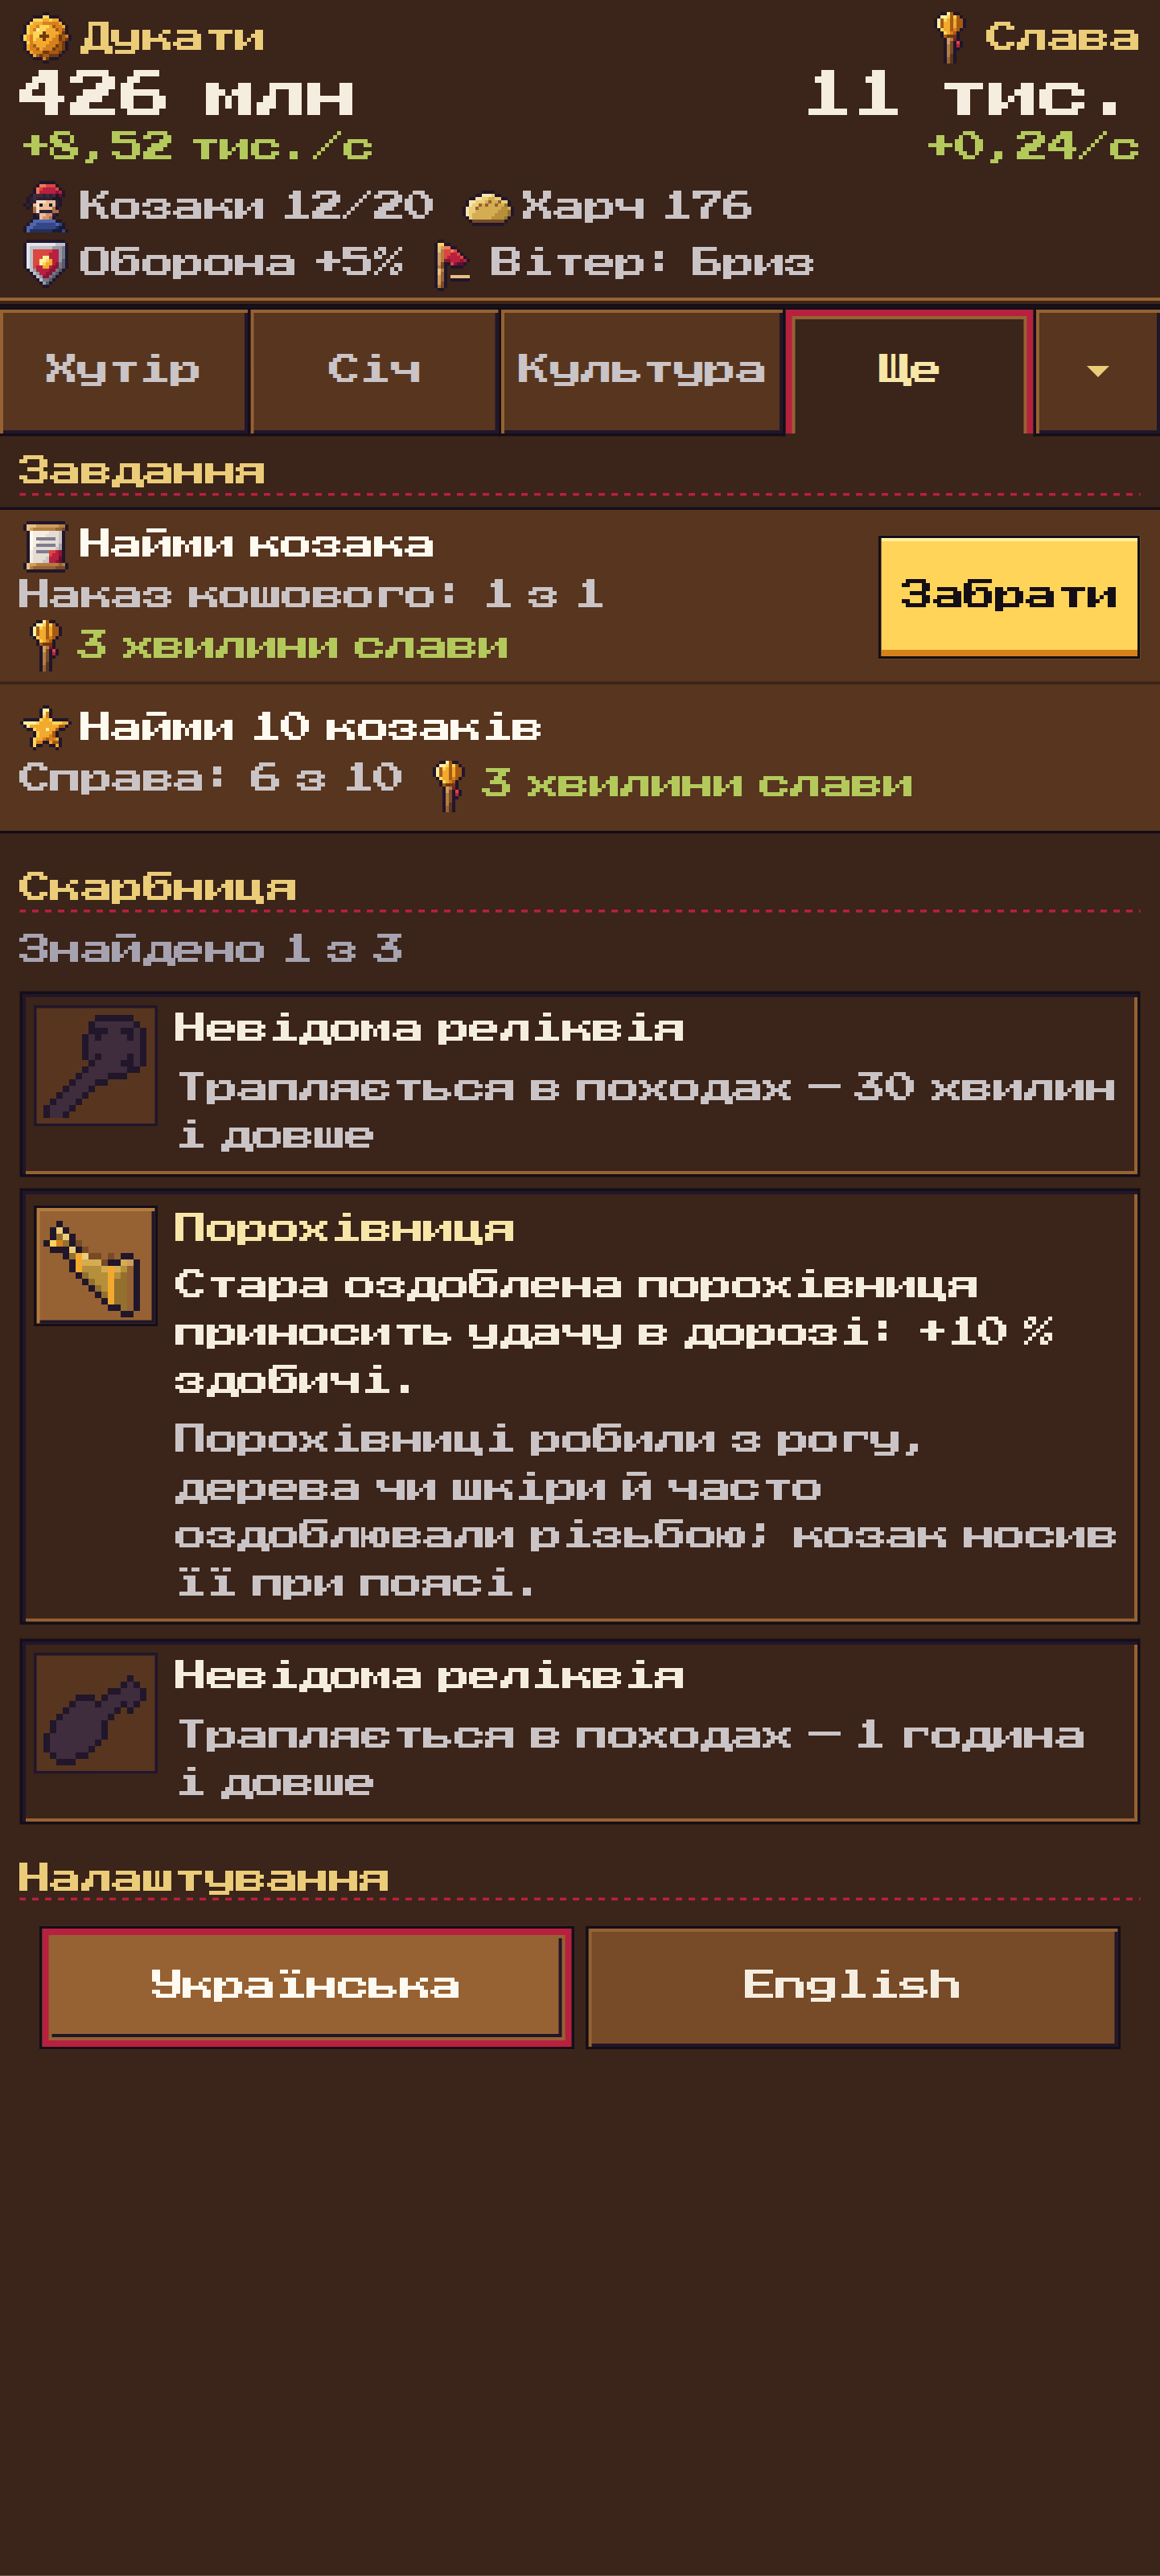 Дукати
Слава
426 млн
11 тис.
+8,52 тис./с
+0,24/с
Козаки 12/20 Харч 176
Оборона +5% Вітер: Бриз
Хутір
Січ
Культура
Ще
Завдання
Найми козака
Наказ кошового: 1 з 1
3 хвилини слави
Забрати
Найми 10 козаків
Справа: 6 з 10 3 хвилини слави
Скарбниця
Знайдено 1 з 3
Невідома реліквія
Трапляється в походах — 30 хвилин
і довше
Порохівниця
Стара оздоблена порохівниця
приносить удачу в дорозі: +10 %
здобичі.
Порохівниці робили з рогу,
дерева чи шкіри й часто
оздоблювали різьбою; козак носив
її при поясі.
Невідома реліквія
Трапляється в походах — 1 година
і довше
Налаштування
Українська
English